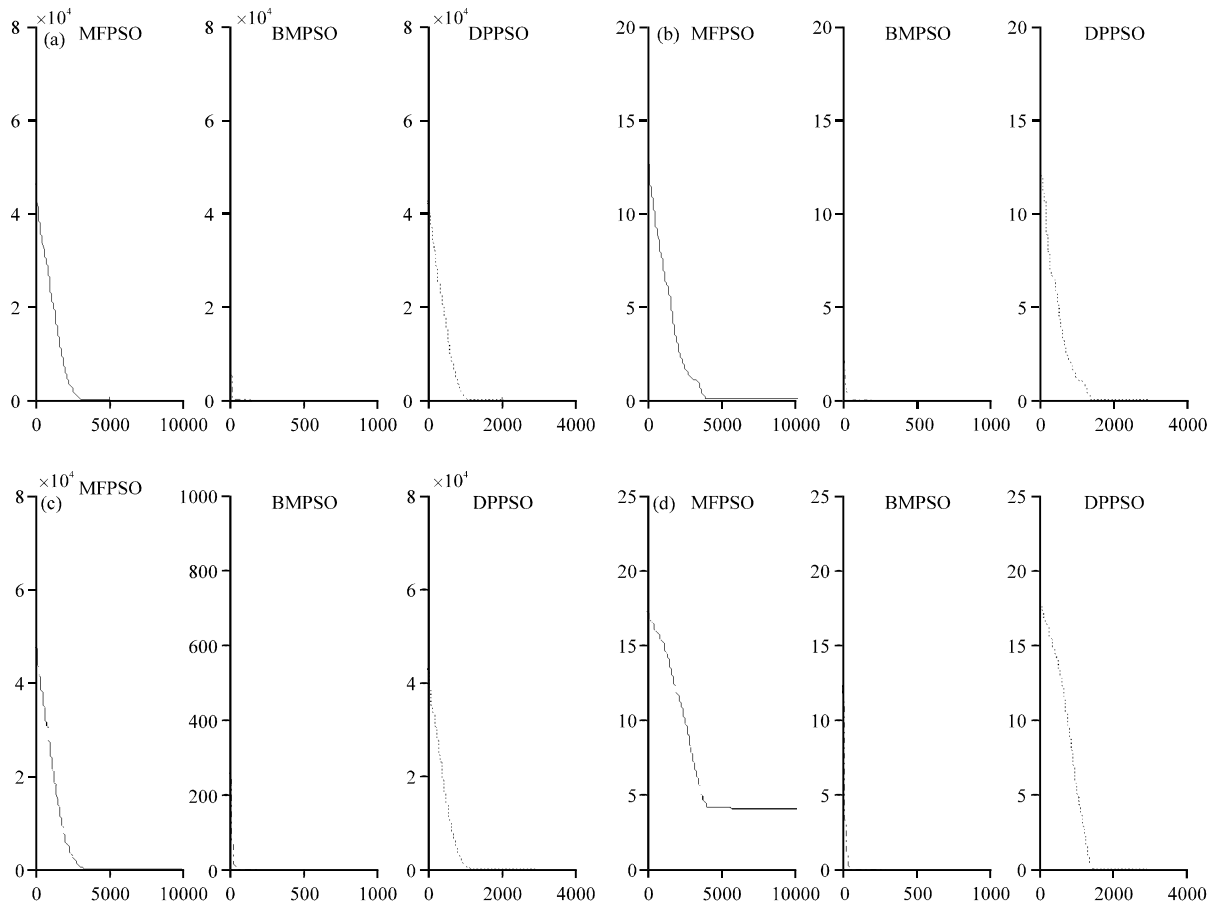 ×10⁴ ×10⁴ ×10⁴
8 (a) MFPSO 8 BMPSO 8 DPPSO 20 (b) MFPSO 20 BMPSO 20 DPPSO
6 6 6 15 15 15
4 4 4 10 10 10
2 2 2 5 5 5
0 0 0 0 0 0
0 5000 10000 0 500 1000 0 2000 4000 0 5000 10000 0 500 1000 0 2000 4000
×10⁴ MFPSO ×10⁴
8 (c) 1000 BMPSO 8 DPPSO 25 (d) MFPSO 25 BMPSO 25 DPPSO
6 800 6 20 20 20
4 600 4 15 15 15
2 400 2 10 10 10
200 5 5 5
0 0 0 0 0 0
0 5000 10000 0 500 1000 0 2000 4000 0 5000 10000 0 500 1000 0 2000 4000